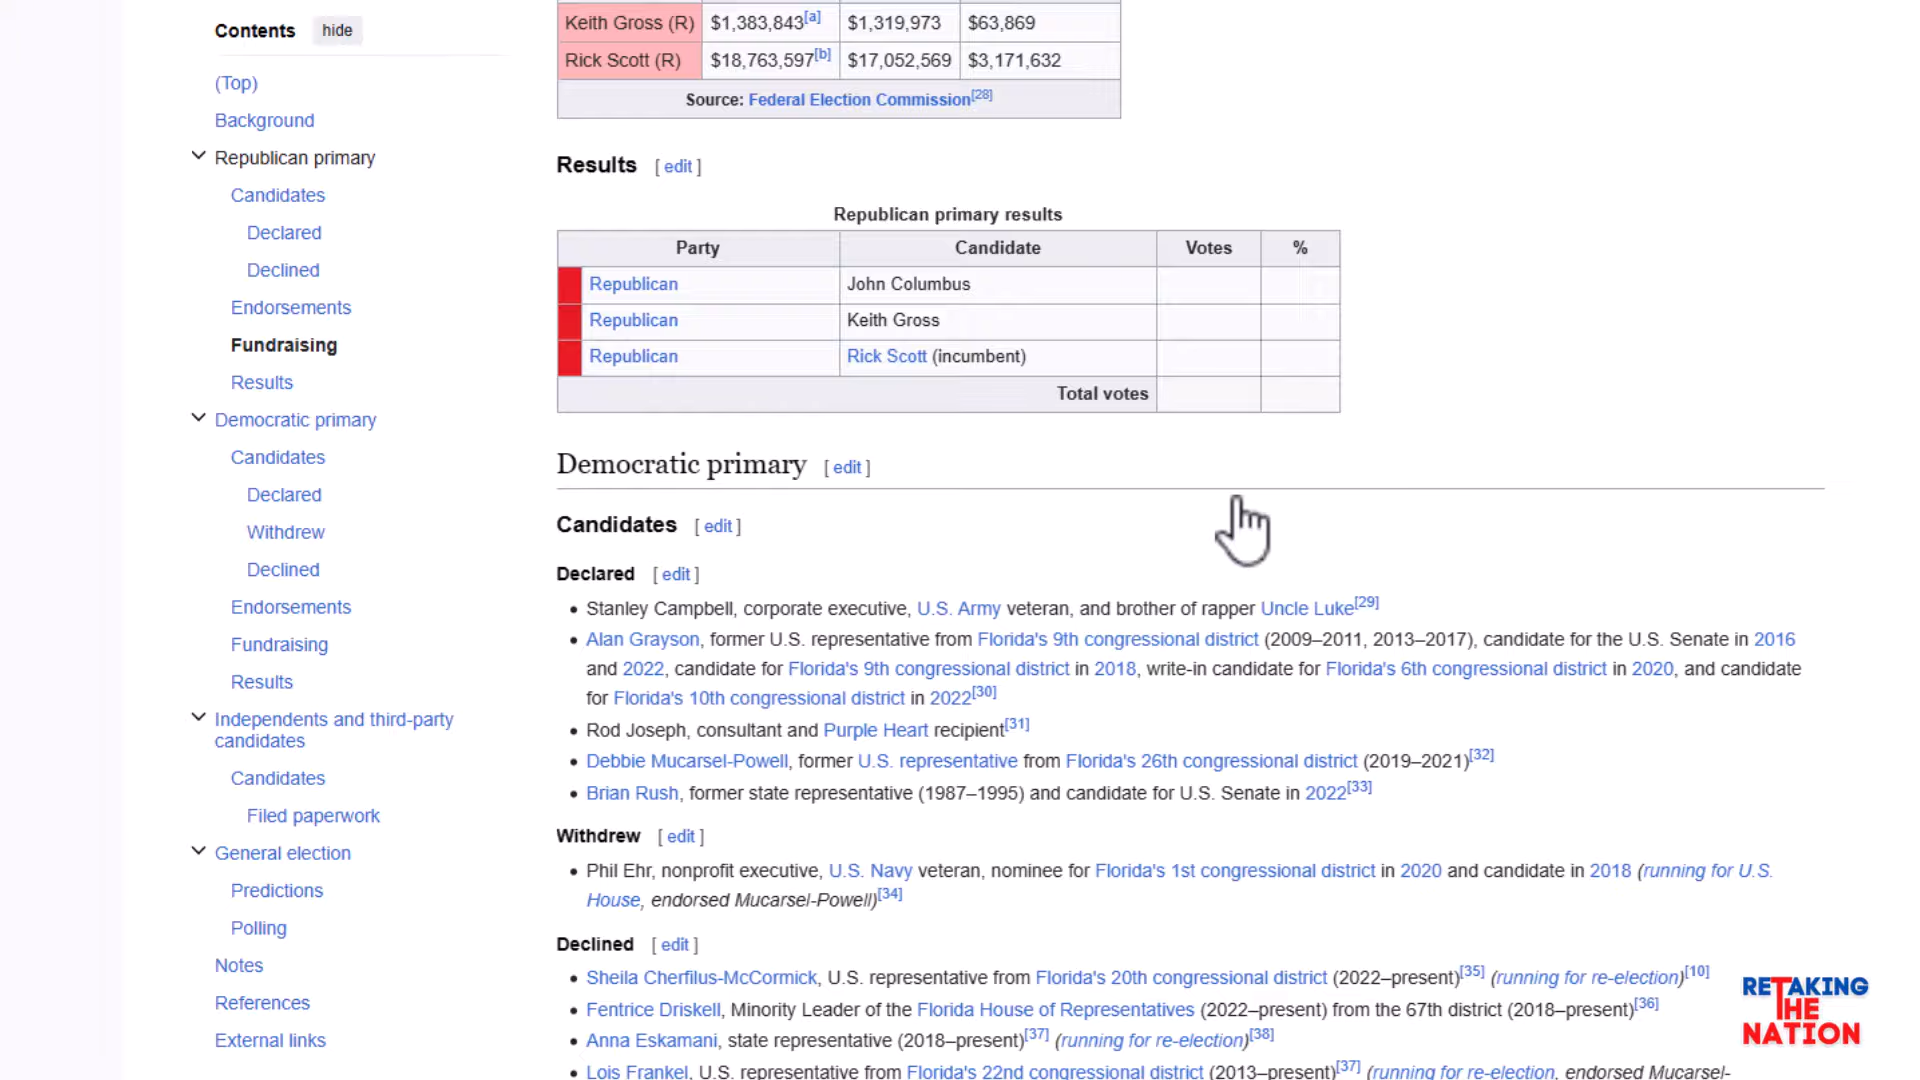 Contents hide
(Top)
Background
Republican primary
Candidates
Declared
Declined
Endorsements
Fundraising
Results
Democratic primary
Candidates
Declared
Withdrew
Declined
Endorsements
Fundraising
Results
Independents and third-party
candidates
Candidates
Filed paperwork
General election
Predictions
Polling
Notes
References
External links
Keith Gross (R) $1,383,843[a] $1,319,973 $63,869
Rick Scott (R) $18,763,597[b] $17,052,569 $3,171,632
Source: Federal Election Commission[28]
Results [ edit ]
Republican primary results
Party Candidate Votes %
Republican John Columbus
Republican Keith Gross
Republican Rick Scott (incumbent)
Total votes
Democratic primary [ edit ]
Candidates [ edit ]
Declared [ edit ]
• Stanley Campbell, corporate executive, U.S. Army veteran, and brother of rapper Uncle Luke[29]
• Alan Grayson, former U.S. representative from Florida's 9th congressional district (2009–2011, 2013–2017), candidate for the U.S. Senate in 2016
and 2022, candidate for Florida's 9th congressional district in 2018, write-in candidate for Florida's 6th congressional district in 2020, and candidate
for Florida's 10th congressional district in 2022[30]
• Rod Joseph, consultant and Purple Heart recipient[31]
• Debbie Mucarsel-Powell, former U.S. representative from Florida's 26th congressional district (2019–2021)[32]
• Brian Rush, former state representative (1987–1995) and candidate for U.S. Senate in 2022[33]
Withdrew [ edit ]
• Phil Ehr, nonprofit executive, U.S. Navy veteran, nominee for Florida's 1st congressional district in 2020 and candidate in 2018 (running for U.S.
House, endorsed Mucarsel-Powell)[34]
Declined [ edit ]
• Sheila Cherfilus-McCormick, U.S. representative from Florida's 20th congressional district (2022–present)[35] (running for re-election)[10]
• Fentrice Driskell, Minority Leader of the Florida House of Representatives (2022–present) from the 67th district (2018–present)[36]
• Anna Eskamani, state representative (2018–present)[37] (running for re-election)[38]
• Lois Frankel, U.S. representative from Florida's 22nd congressional district (2013–present)[37] (running for re-election, endorsed Mucarsel-
RETAKING
THE
NATION